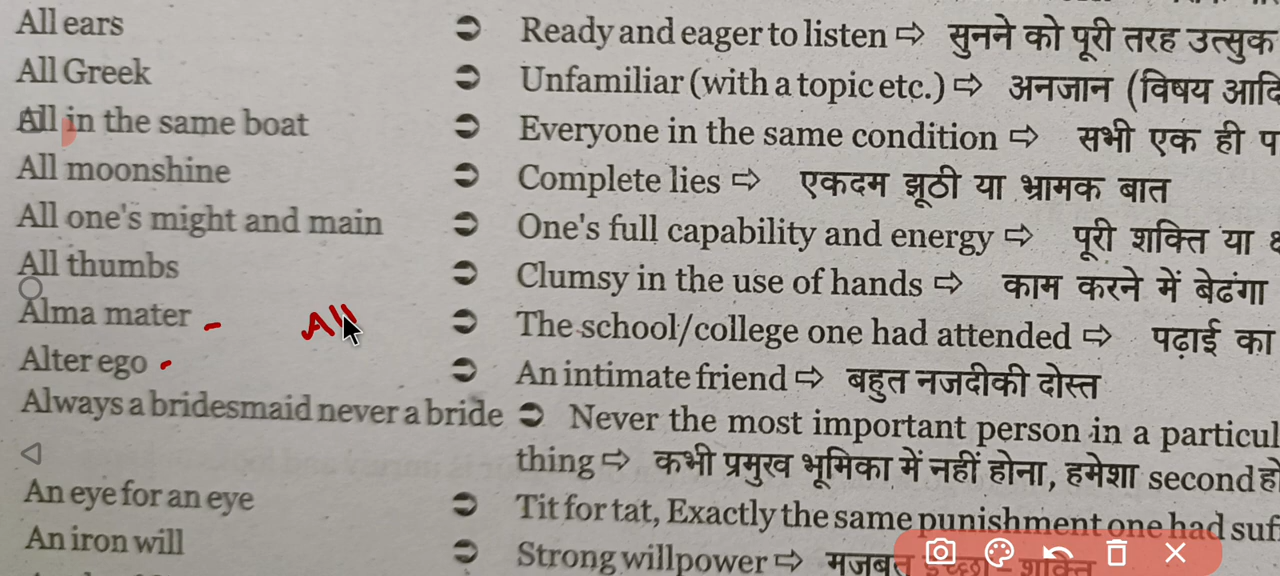 All ears ➲ Ready and eager to listen ⇨ सुनने को पूरी तरह उत्सुक
All Greek ➲ Unfamiliar (with a topic etc.) ⇨ अनजान (विषय आदि
All in the same boat ➲ Everyone in the same condition ⇨ सभी एक ही प
All moonshine ➲ Complete lies ⇨ एकदम झूठी या भ्रामक बात
All one's might and main ➲ One's full capability and energy ⇨ पूरी शक्ति या
All thumbs ➲ Clumsy in the use of hands ⇨ काम करने में बेढंगा
Alma mater - All ➲ The school/college one had attended ⇨ पढ़ाई का
Alter ego ➲ An intimate friend ⇨ बहुत नजदीकी दोस्त
Always a bridesmaid never a bride ➲ Never the most important person in a particul
thing ⇨ कभी प्रमुख भूमिका में नहीं होना, हमेशा second हो
An eye for an eye ➲ Tit for tat, Exactly the same punishment one had suf
An iron will ➲ Strong willpower ⇨ मजबूत इच्छा-शक्ति